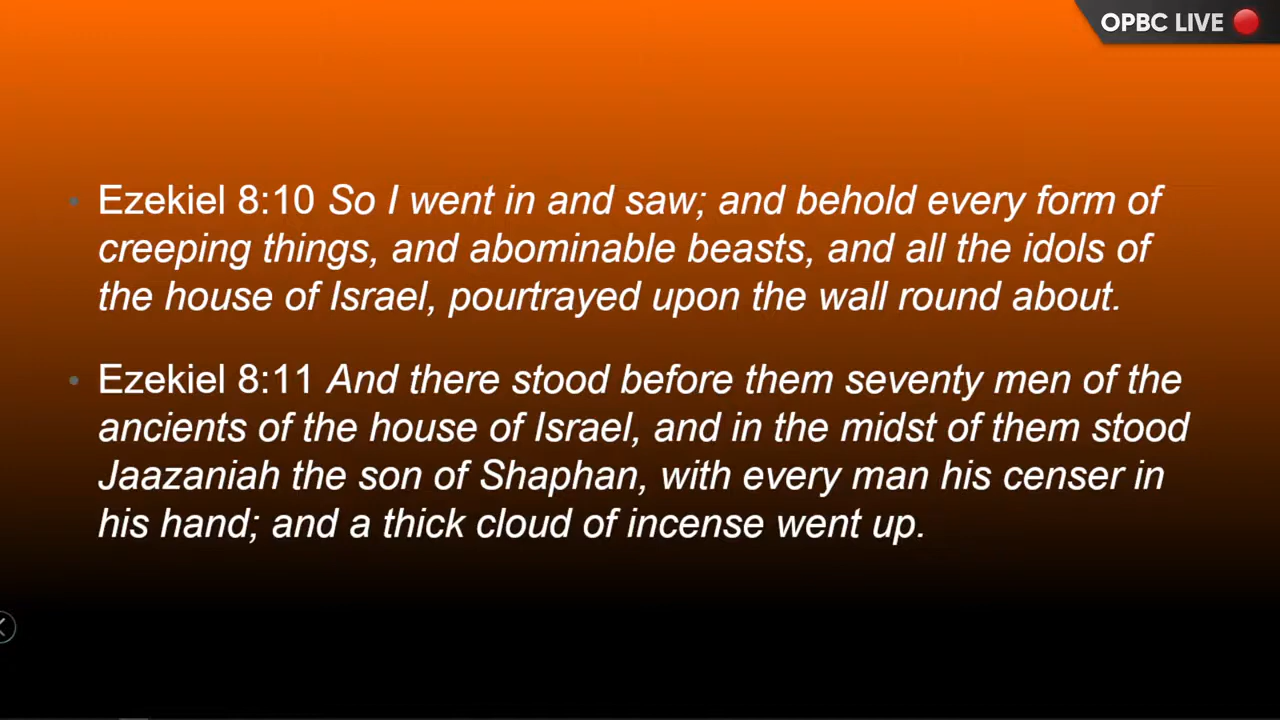 OPBC LIVE
Ezekiel 8:10 So I went in and saw; and behold every form of
creeping things, and abominable beasts, and all the idols of
the house of Israel, pourtrayed upon the wall round about.
Ezekiel 8:11 And there stood before them seventy men of the
ancients of the house of Israel, and in the midst of them stood
Jaazaniah the son of Shaphan, with every man his censer in
his hand; and a thick cloud of incense went up.